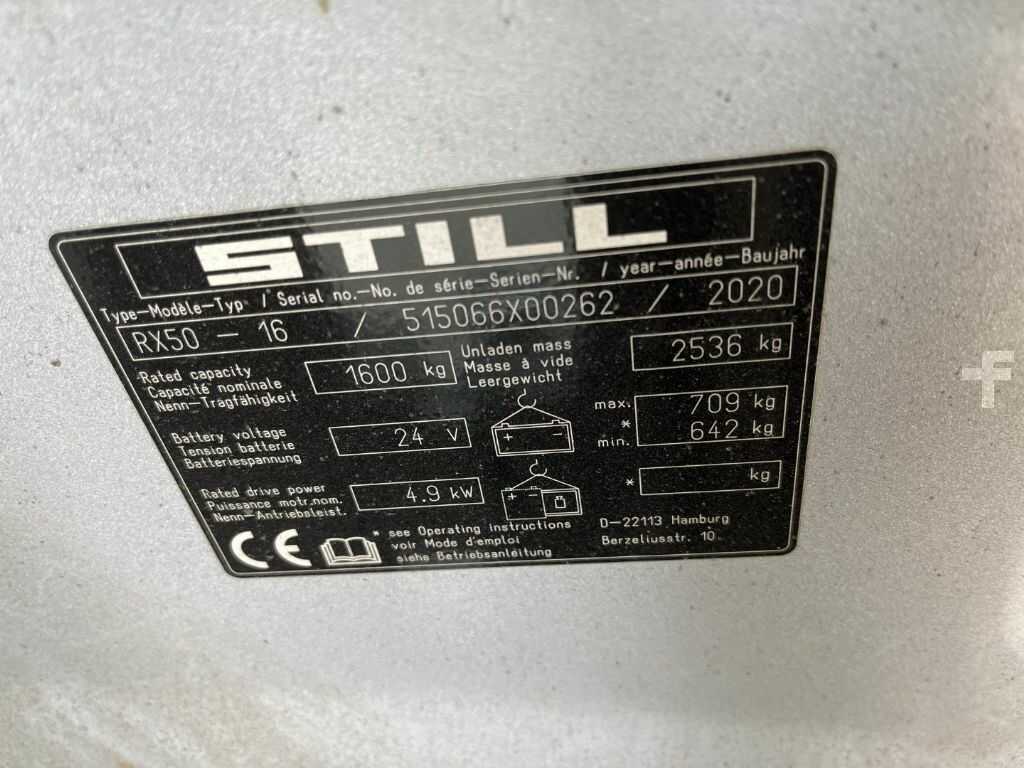 STILL
Type-Modèle-Typ / Serial no.-No. de série-Serien-Nr. / year-année-Baujahr
RX50 - 16 / 515066X00262 / 2020
Rated capacity
Capacité nominale
Nenn-Tragfähigkeit
1600 kg
Unladen mass
Masse à vide
Leergewicht
2536 kg
Battery voltage
Tension batterie
Batteriespannung
24 V
+ -
max. 709 kg
*
min. 642 kg
Rated drive power
Puissance motr.nom.
Nenn-Antriebsleist.
4.9 kW
+ -
* kg
CE
* see Operating instructions
voir Mode d'emploi
siehe Betriebsanleitung
D-22113 Hamburg
Berzeliusstr. 10
f